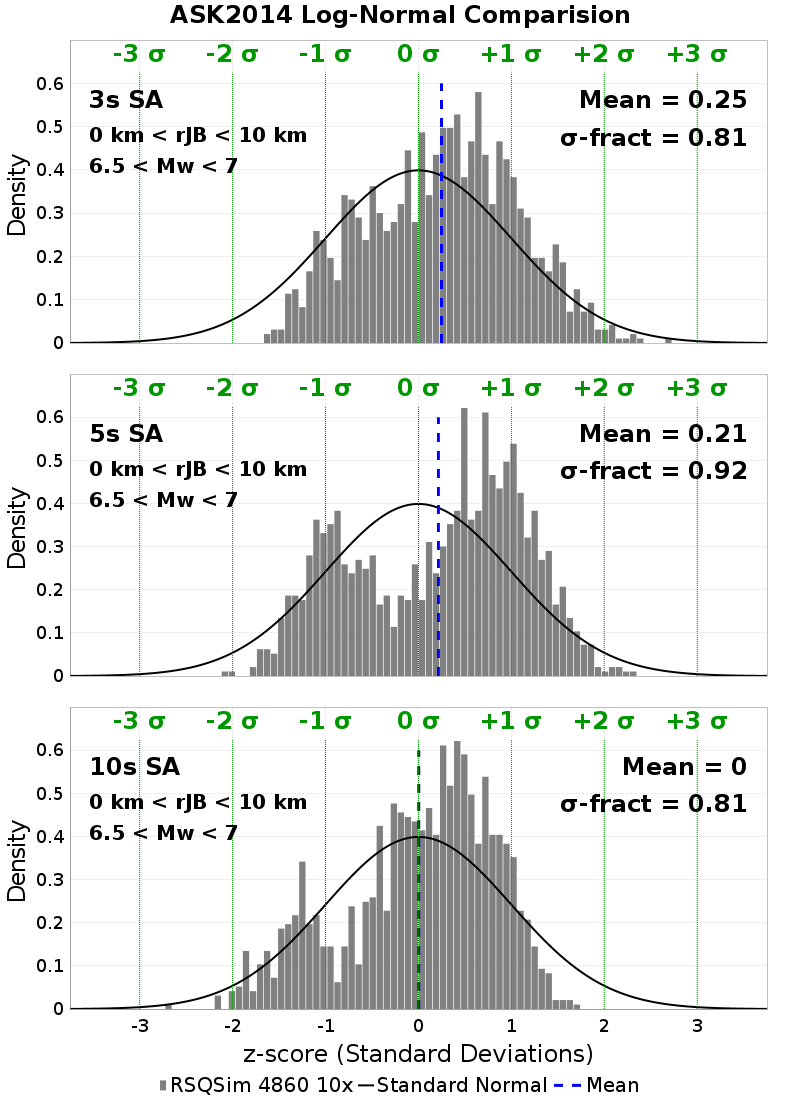 ASK2014 Log-Normal Comparision
-3 σ -2 σ -1 σ 0 σ +1 σ +2 σ +3 σ
3s SA
0 km < rJB < 10 km
6.5 < Mw < 7
Mean = 0.25
σ-fract = 0.81
Density
0.6
0.5
0.4
0.3
0.2
0.1
0
-3 σ -2 σ -1 σ 0 σ +1 σ +2 σ +3 σ
5s SA
0 km < rJB < 10 km
6.5 < Mw < 7
Mean = 0.21
σ-fract = 0.92
Density
0.6
0.5
0.4
0.3
0.2
0.1
0
-3 σ -2 σ -1 σ 0 σ +1 σ +2 σ +3 σ
10s SA
0 km < rJB < 10 km
6.5 < Mw < 7
Mean = 0
σ-fract = 0.81
Density
0.6
0.5
0.4
0.3
0.2
0.1
0
-3 -2 -1 0 1 2 3
z-score (Standard Deviations)
RSQSim 4860 10x Standard Normal Mean